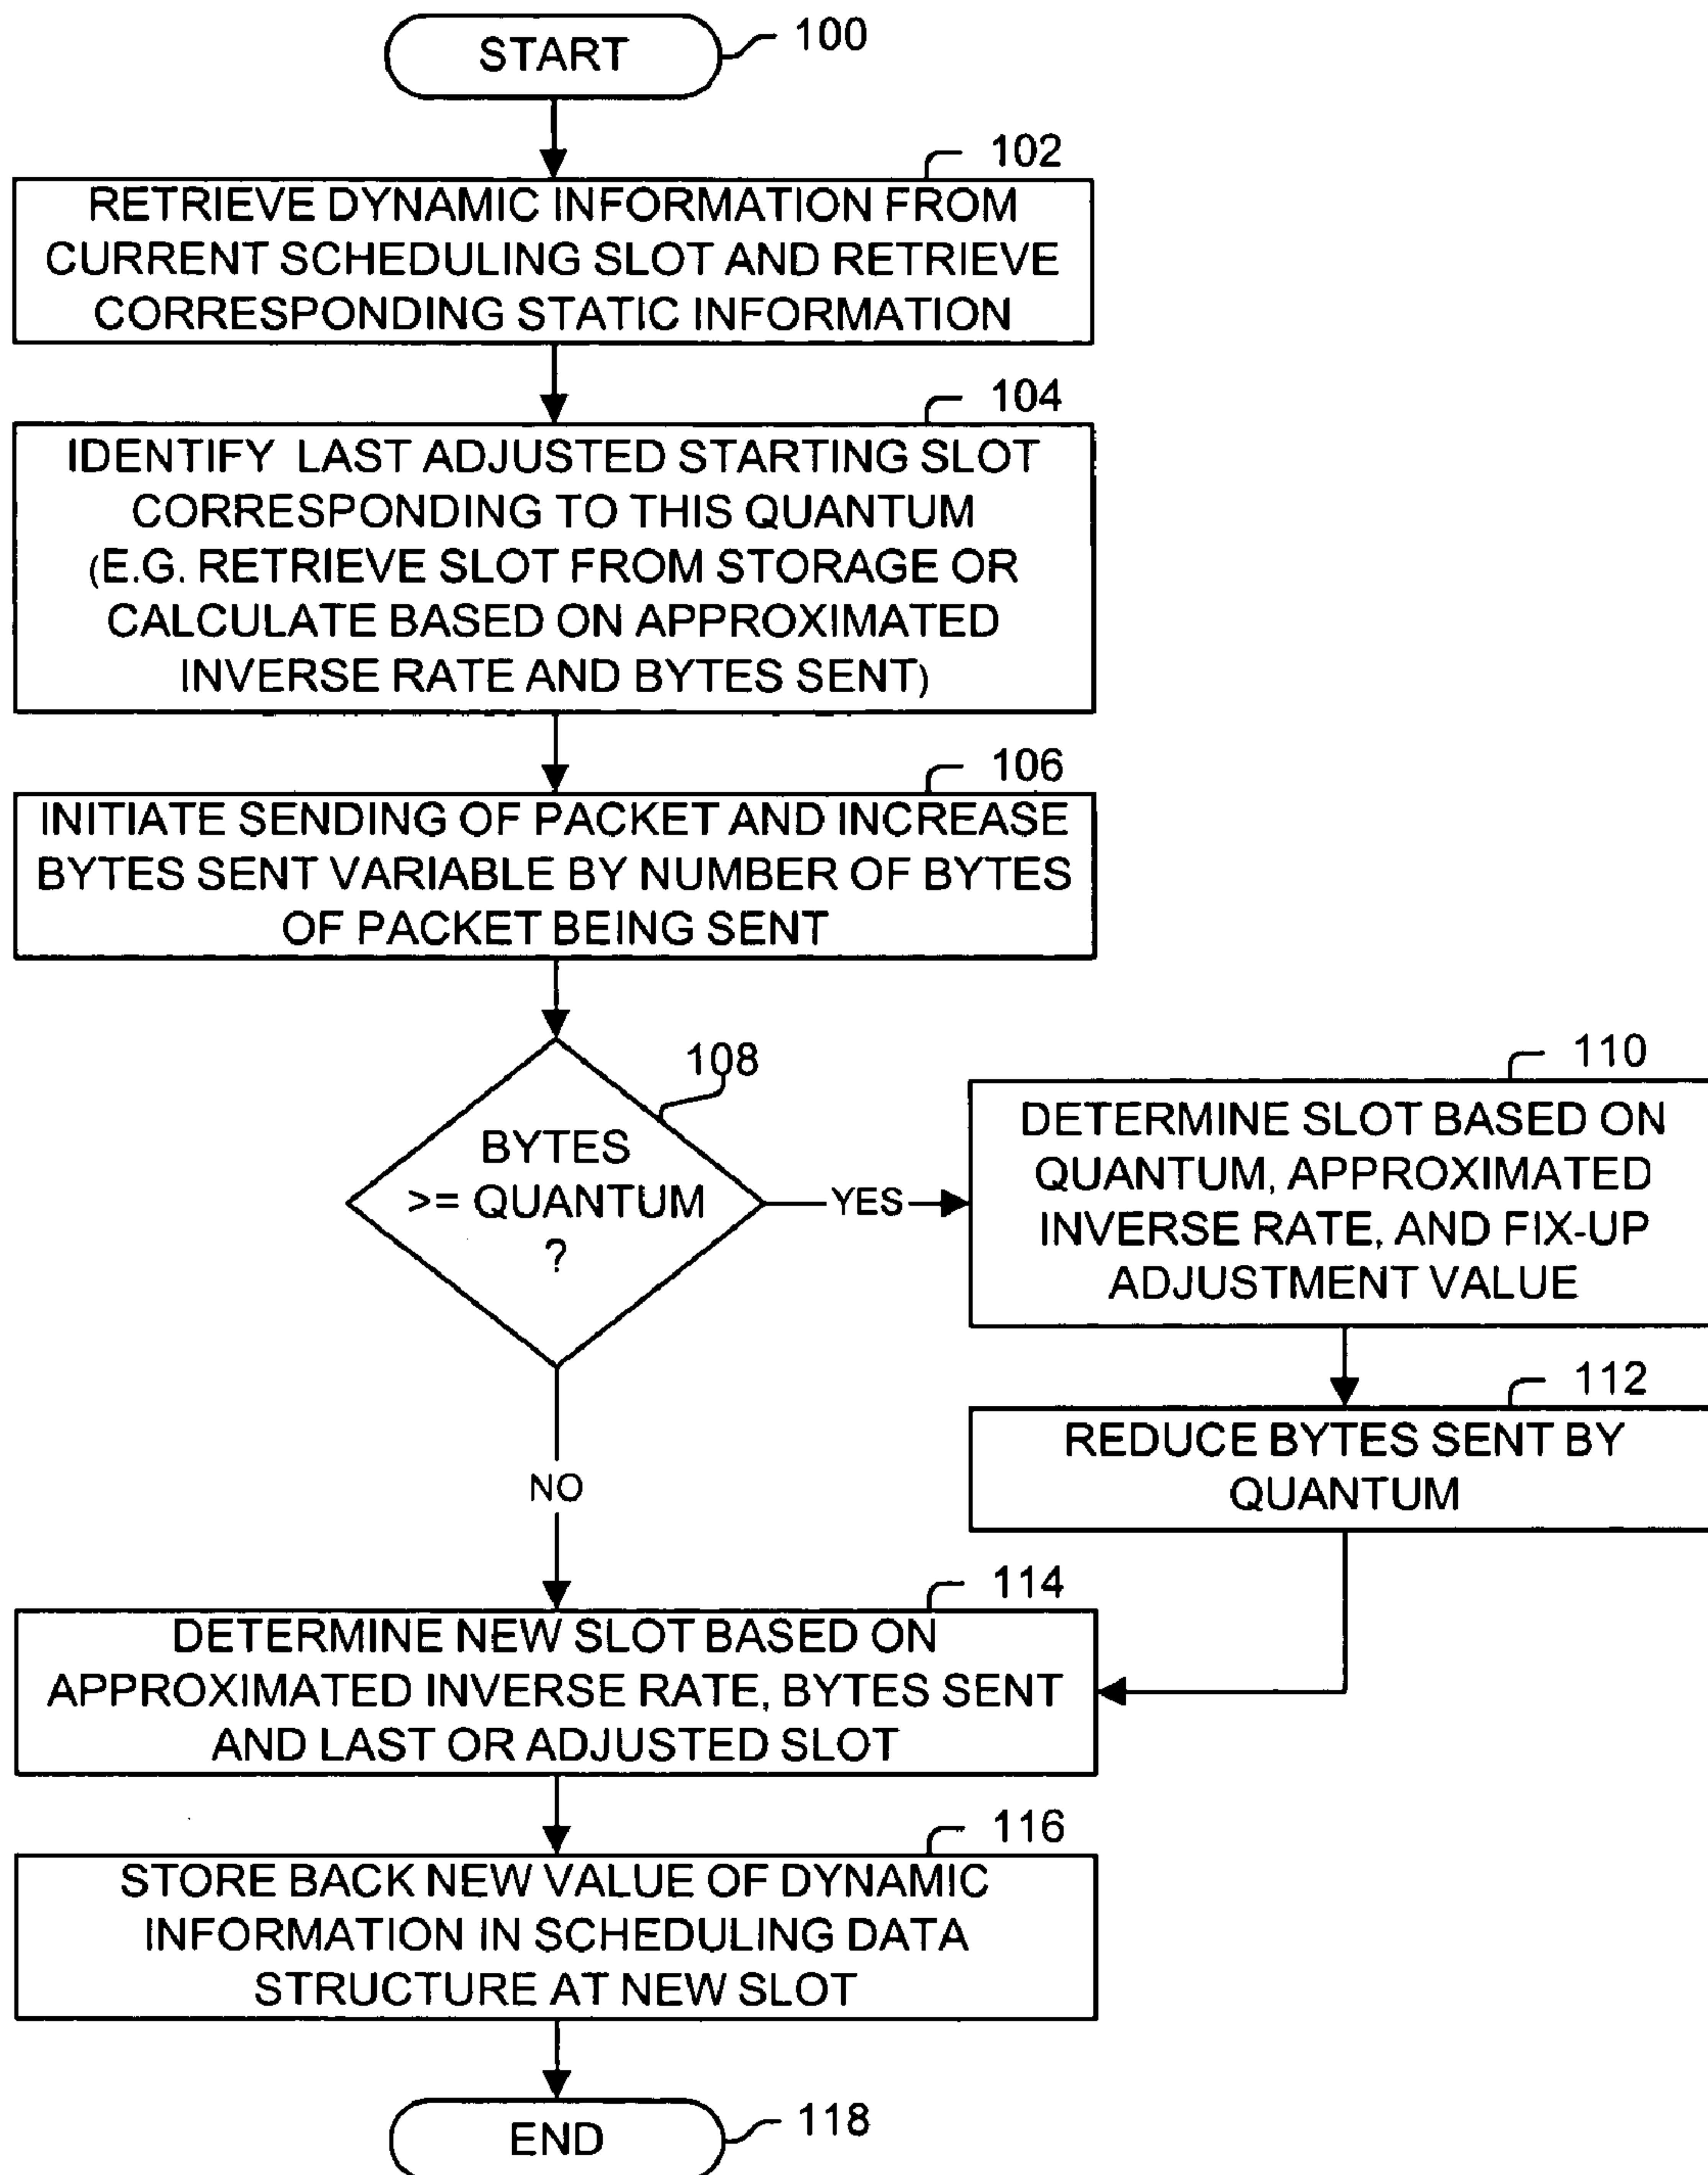 START
100
102
RETRIEVE DYNAMIC INFORMATION FROM
CURRENT SCHEDULING SLOT AND RETRIEVE
CORRESPONDING STATIC INFORMATION
104
IDENTIFY LAST ADJUSTED STARTING SLOT
CORRESPONDING TO THIS QUANTUM
(E.G. RETRIEVE SLOT FROM STORAGE OR
CALCULATE BASED ON APPROXIMATED
INVERSE RATE AND BYTES SENT)
106
INITIATE SENDING OF PACKET AND INCREASE
BYTES SENT VARIABLE BY NUMBER OF BYTES
OF PACKET BEING SENT
108
BYTES
>= QUANTUM
?
YES
110
DETERMINE SLOT BASED ON
QUANTUM, APPROXIMATED
INVERSE RATE, AND FIX-UP
ADJUSTMENT VALUE
112
REDUCE BYTES SENT BY
QUANTUM
NO
114
DETERMINE NEW SLOT BASED ON
APPROXIMATED INVERSE RATE, BYTES SENT
AND LAST OR ADJUSTED SLOT
116
STORE BACK NEW VALUE OF DYNAMIC
INFORMATION IN SCHEDULING DATA
STRUCTURE AT NEW SLOT
END
118